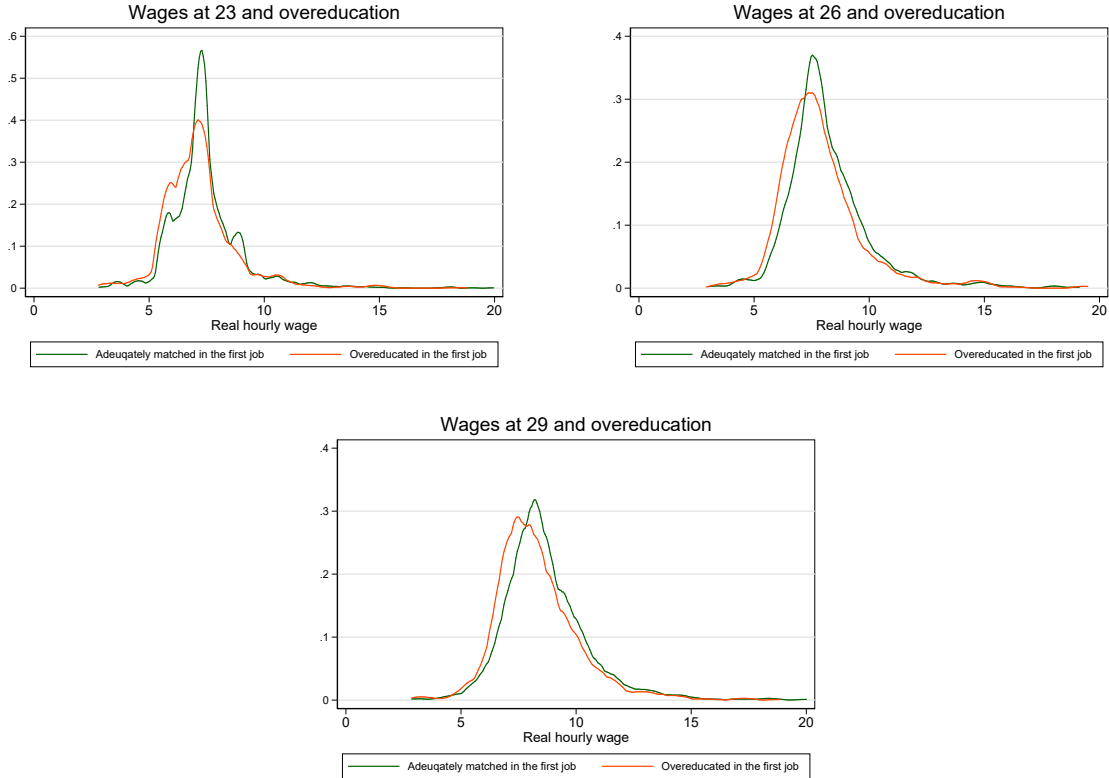 Wages at 23 and overeducation
.6
.5
.4
.3
.2
.1
0
0 5 10 15 20
Real hourly wage
Adeuqately matched in the first job Overeducated in the first job
Wages at 26 and overeducation
.4
.3
.2
.1
0
0 5 10 15 20
Real hourly wage
Adeuqately matched in the first job Overeducated in the first job
Wages at 29 and overeducation
.4
.3
.2
.1
0
0 5 10 15 20
Real hourly wage
Adeuqately matched in the first job Overeducated in the first job